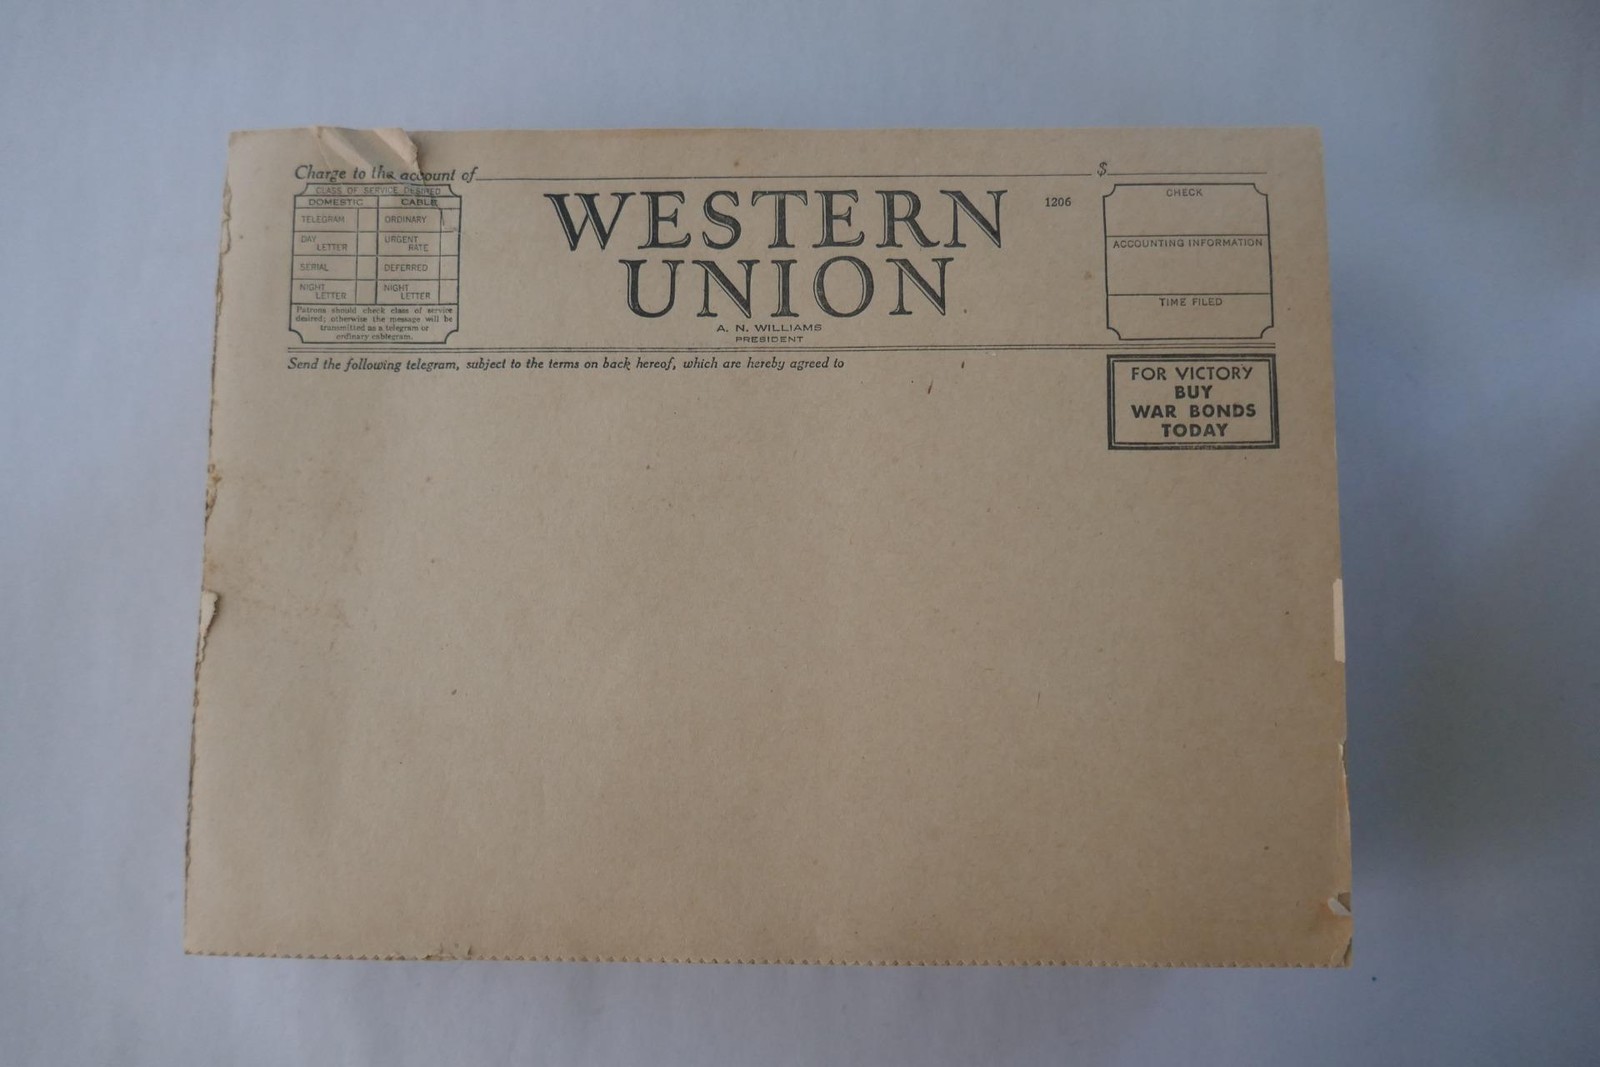 Charge to the account of $
CLASS OF SERVICE DESIRED
DOMESTIC CABLE
TELEGRAM ORDINARY
DAY LETTER URGENT RATE
SERIAL DEFERRED
NIGHT LETTER NIGHT LETTER
Patrons should check class of service
desired; otherwise the message will be
transmitted as a telegram or
ordinary cablegram.
WESTERN
UNION
1206
A. N. WILLIAMS
PRESIDENT
CHECK
ACCOUNTING INFORMATION
TIME FILED
Send the following telegram, subject to the terms on back hereof, which are hereby agreed to
FOR VICTORY
BUY
WAR BONDS
TODAY